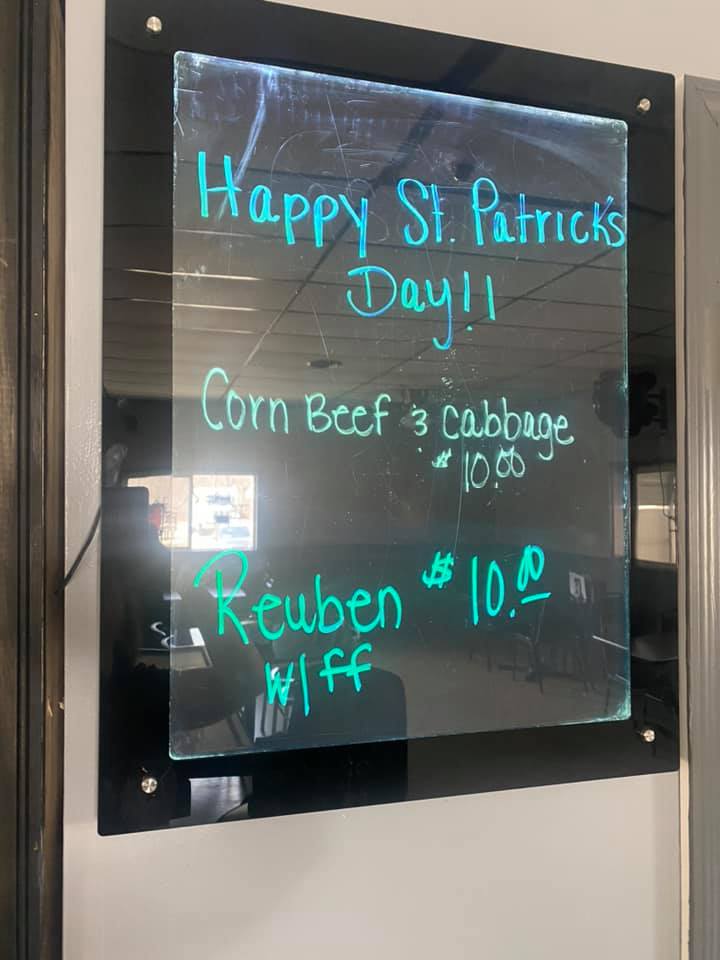 Happy St. Patricks
Day!!
Corn Beef & Cabbage
$10.00
Reuben $10.00
w/ff